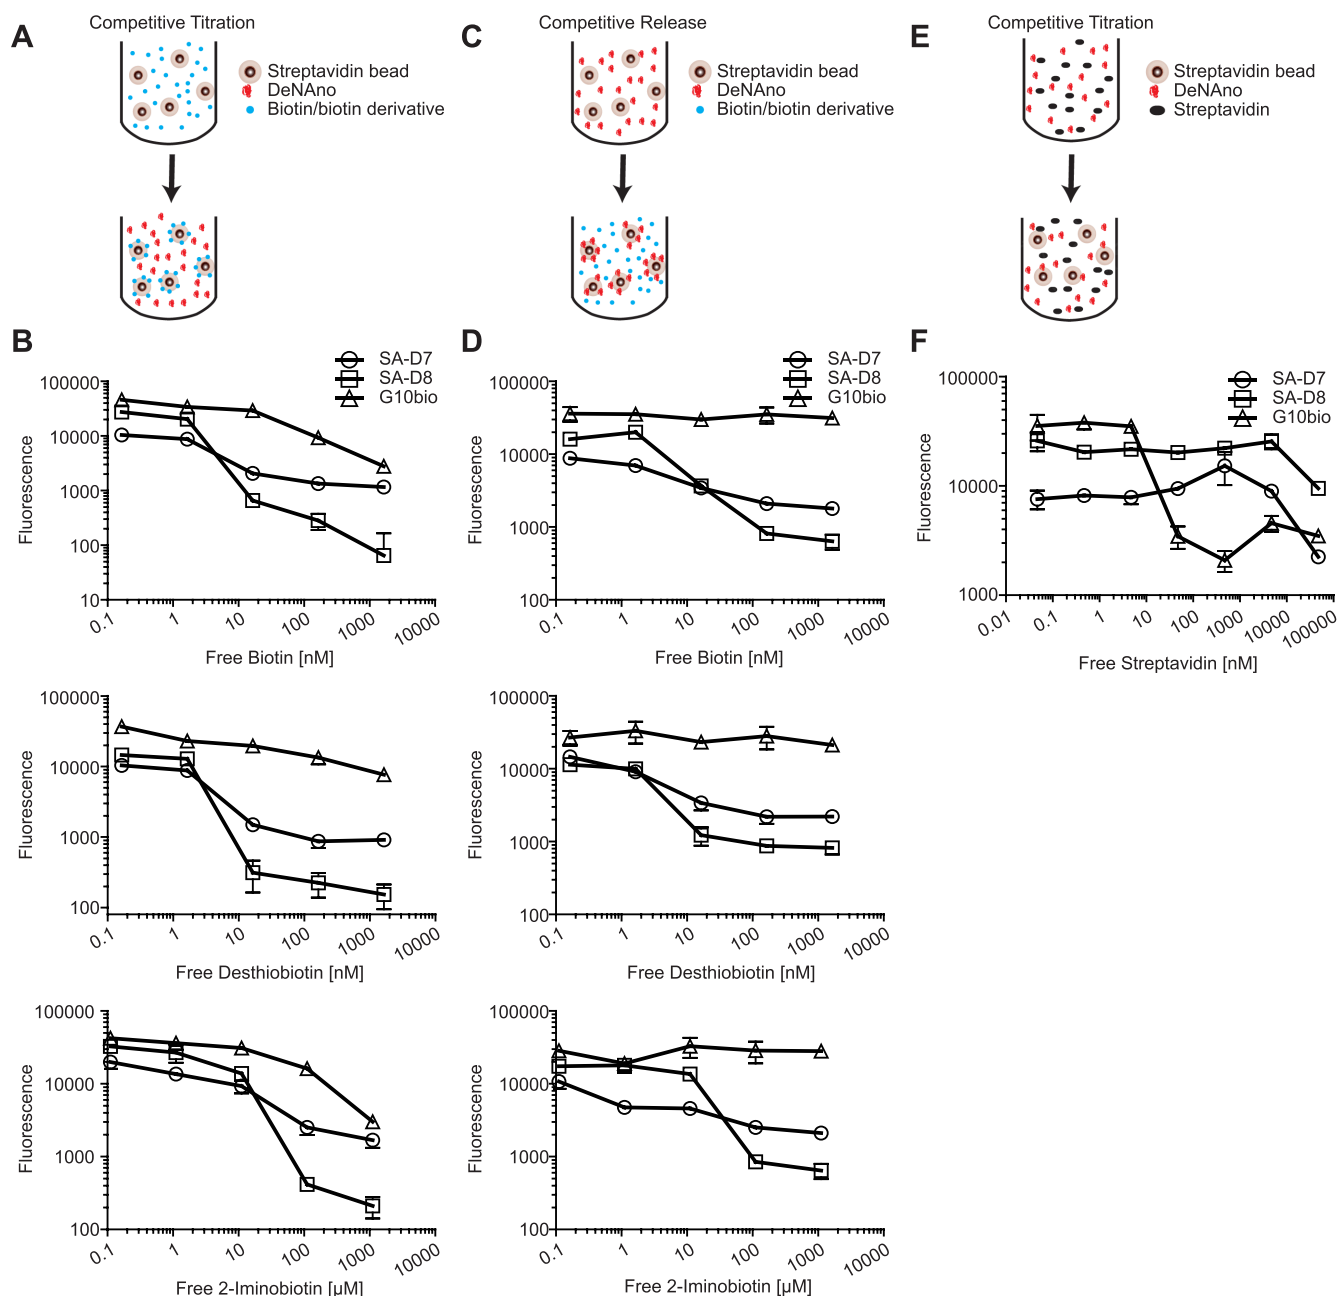 A
Competitive Titration
Streptavidin bead
DeNAno
Biotin/biotin derivative
C
Competitive Release
Streptavidin bead
DeNAno
Biotin/biotin derivative
E
Competitive Titration
Streptavidin bead
DeNAno
Streptavidin
B
SA-D7
SA-D8
G10bio
Fluorescence
100000
10000
1000
100
10
0.1
1
10
100
1000
10000
Free Biotin [nM]
Fluorescence
100000
10000
1000
100
0.1
1
10
100
1000
10000
Free Desthiobiotin [nM]
Fluorescence
100000
10000
1000
100
0.1
1
10
100
1000
10000
Free 2-Iminobiotin [µM]
D
SA-D7
SA-D8
G10bio
Fluorescence
100000
10000
1000
100
0.1
1
10
100
1000
10000
Free Biotin [nM]
Fluorescence
100000
10000
1000
100
0.1
1
10
100
1000
10000
Free Desthiobiotin [nM]
Fluorescence
100000
10000
1000
100
0.1
1
10
100
1000
10000
Free 2-Iminobiotin [µM]
F
SA-D7
SA-D8
G10bio
Fluorescence
100000
10000
1000
0.01
0.1
1
10
100
1000
10000
100000
Free Streptavidin [nM]